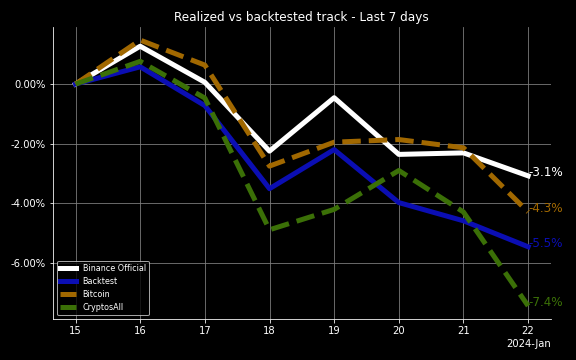 Realized vs backtested track - Last 7 days
0.00%
-2.00%
-4.00%
-6.00%
-3.1%
-4.3%
-5.5%
-7.4%
Binance Official
Backtest
Bitcoin
CryptosAll
15 16 17 18 19 20 21 22
2024-Jan